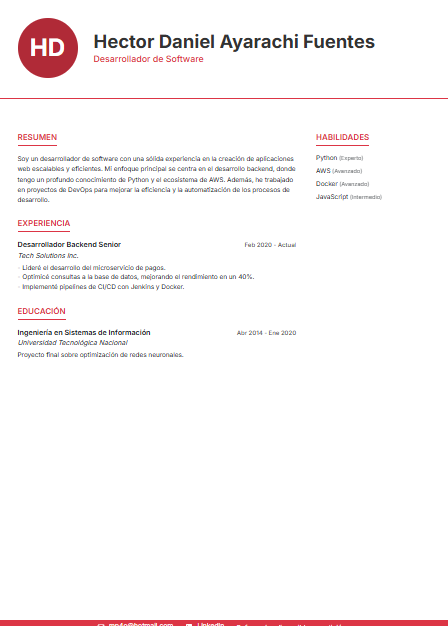 HD
Hector Daniel Ayarachi Fuentes
Desarrollador de Software
RESUMEN
Soy un desarrollador de software con una sólida experiencia en la creación de aplicaciones
web escalables y eficientes. Mi enfoque principal se centra en el desarrollo backend, donde
tengo un profundo conocimiento de Python y el ecosistema de AWS. Además, he trabajado
en proyectos de DevOps para mejorar la eficiencia y la automatización de los procesos de
desarrollo.
EXPERIENCIA
Desarrollador Backend Senior Feb 2020 - Actual
Tech Solutions Inc.
· Lideré el desarrollo del microservicio de pagos.
· Optimicé consultas a la base de datos, mejorando el rendimiento en un 40%.
· Implementé pipelines de CI/CD con Jenkins y Docker.
EDUCACIÓN
Ingeniería en Sistemas de Información Abr 2014 - Ene 2020
Universidad Tecnológica Nacional
Proyecto final sobre optimización de redes neuronales.
HABILIDADES
Python (Experto)
AWS (Avanzado)
Docker (Avanzado)
JavaScript (Intermedio)
LinkedIn